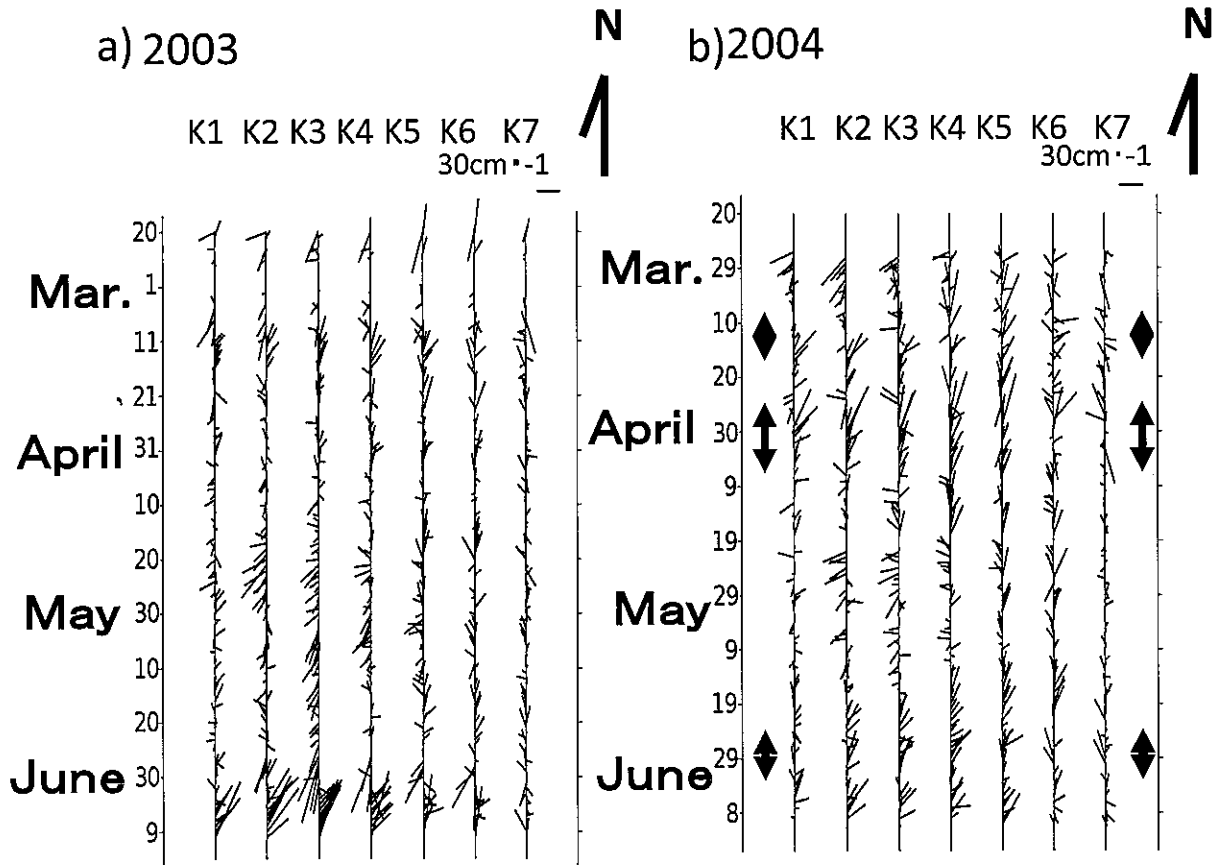 N
a) 2003
K1 K2 K3 K4 K5 K6 K7
30cm・-1
20
Mar.
1
11
21
April 31
10
20
May 30
10
20
June 30
9
N
b)2004
K1 K2 K3 K4 K5 K6 K7
30cm・-1
20
Mar. 29
10
20
April 30
9
19
May 29
9
19
June 29
8